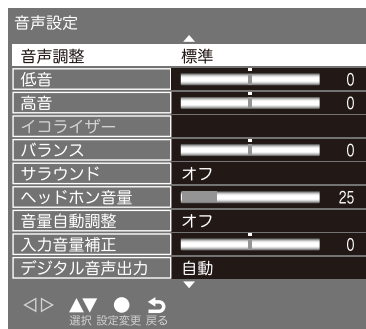 音声設定
音声調整 標準
低音 0
高音 0
イコライザー
バランス 0
サラウンド オフ
ヘッドホン音量 25
音量自動調整 オフ
入力音量補正 0
デジタル音声出力 自動
選択 設定変更 戻る